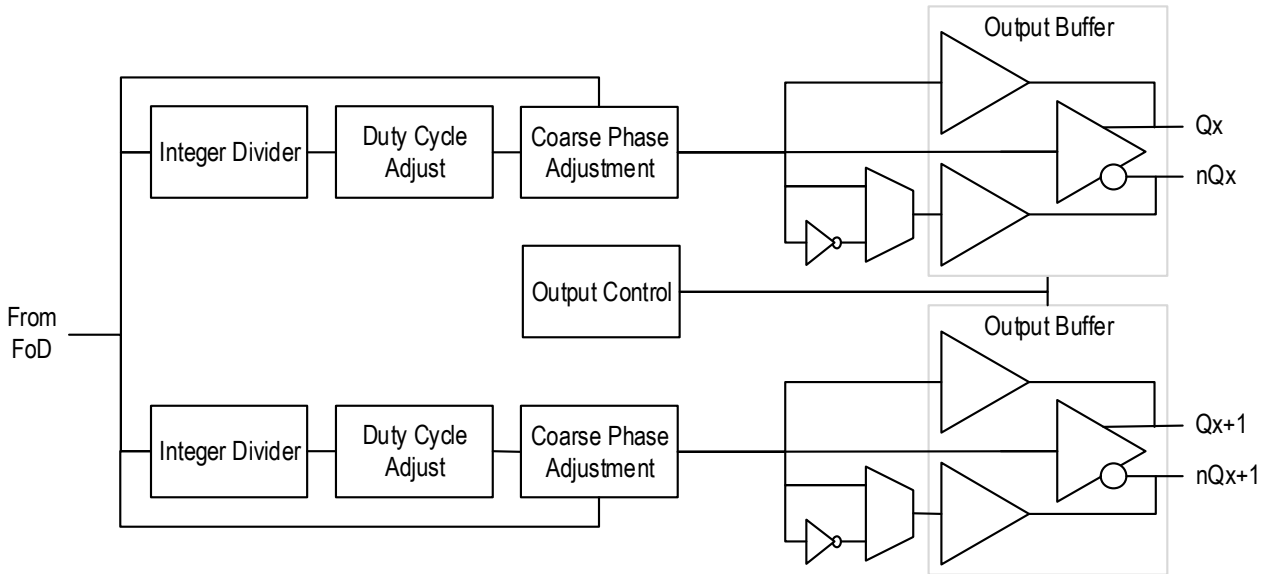 Output Buffer
Integer Divider
Duty Cycle
Adjust
Coarse Phase
Adjustment
Qx
nQx
Output Control
From
FoD
Output Buffer
Integer Divider
Duty Cycle
Adjust
Coarse Phase
Adjustment
Qx+1
nQx+1